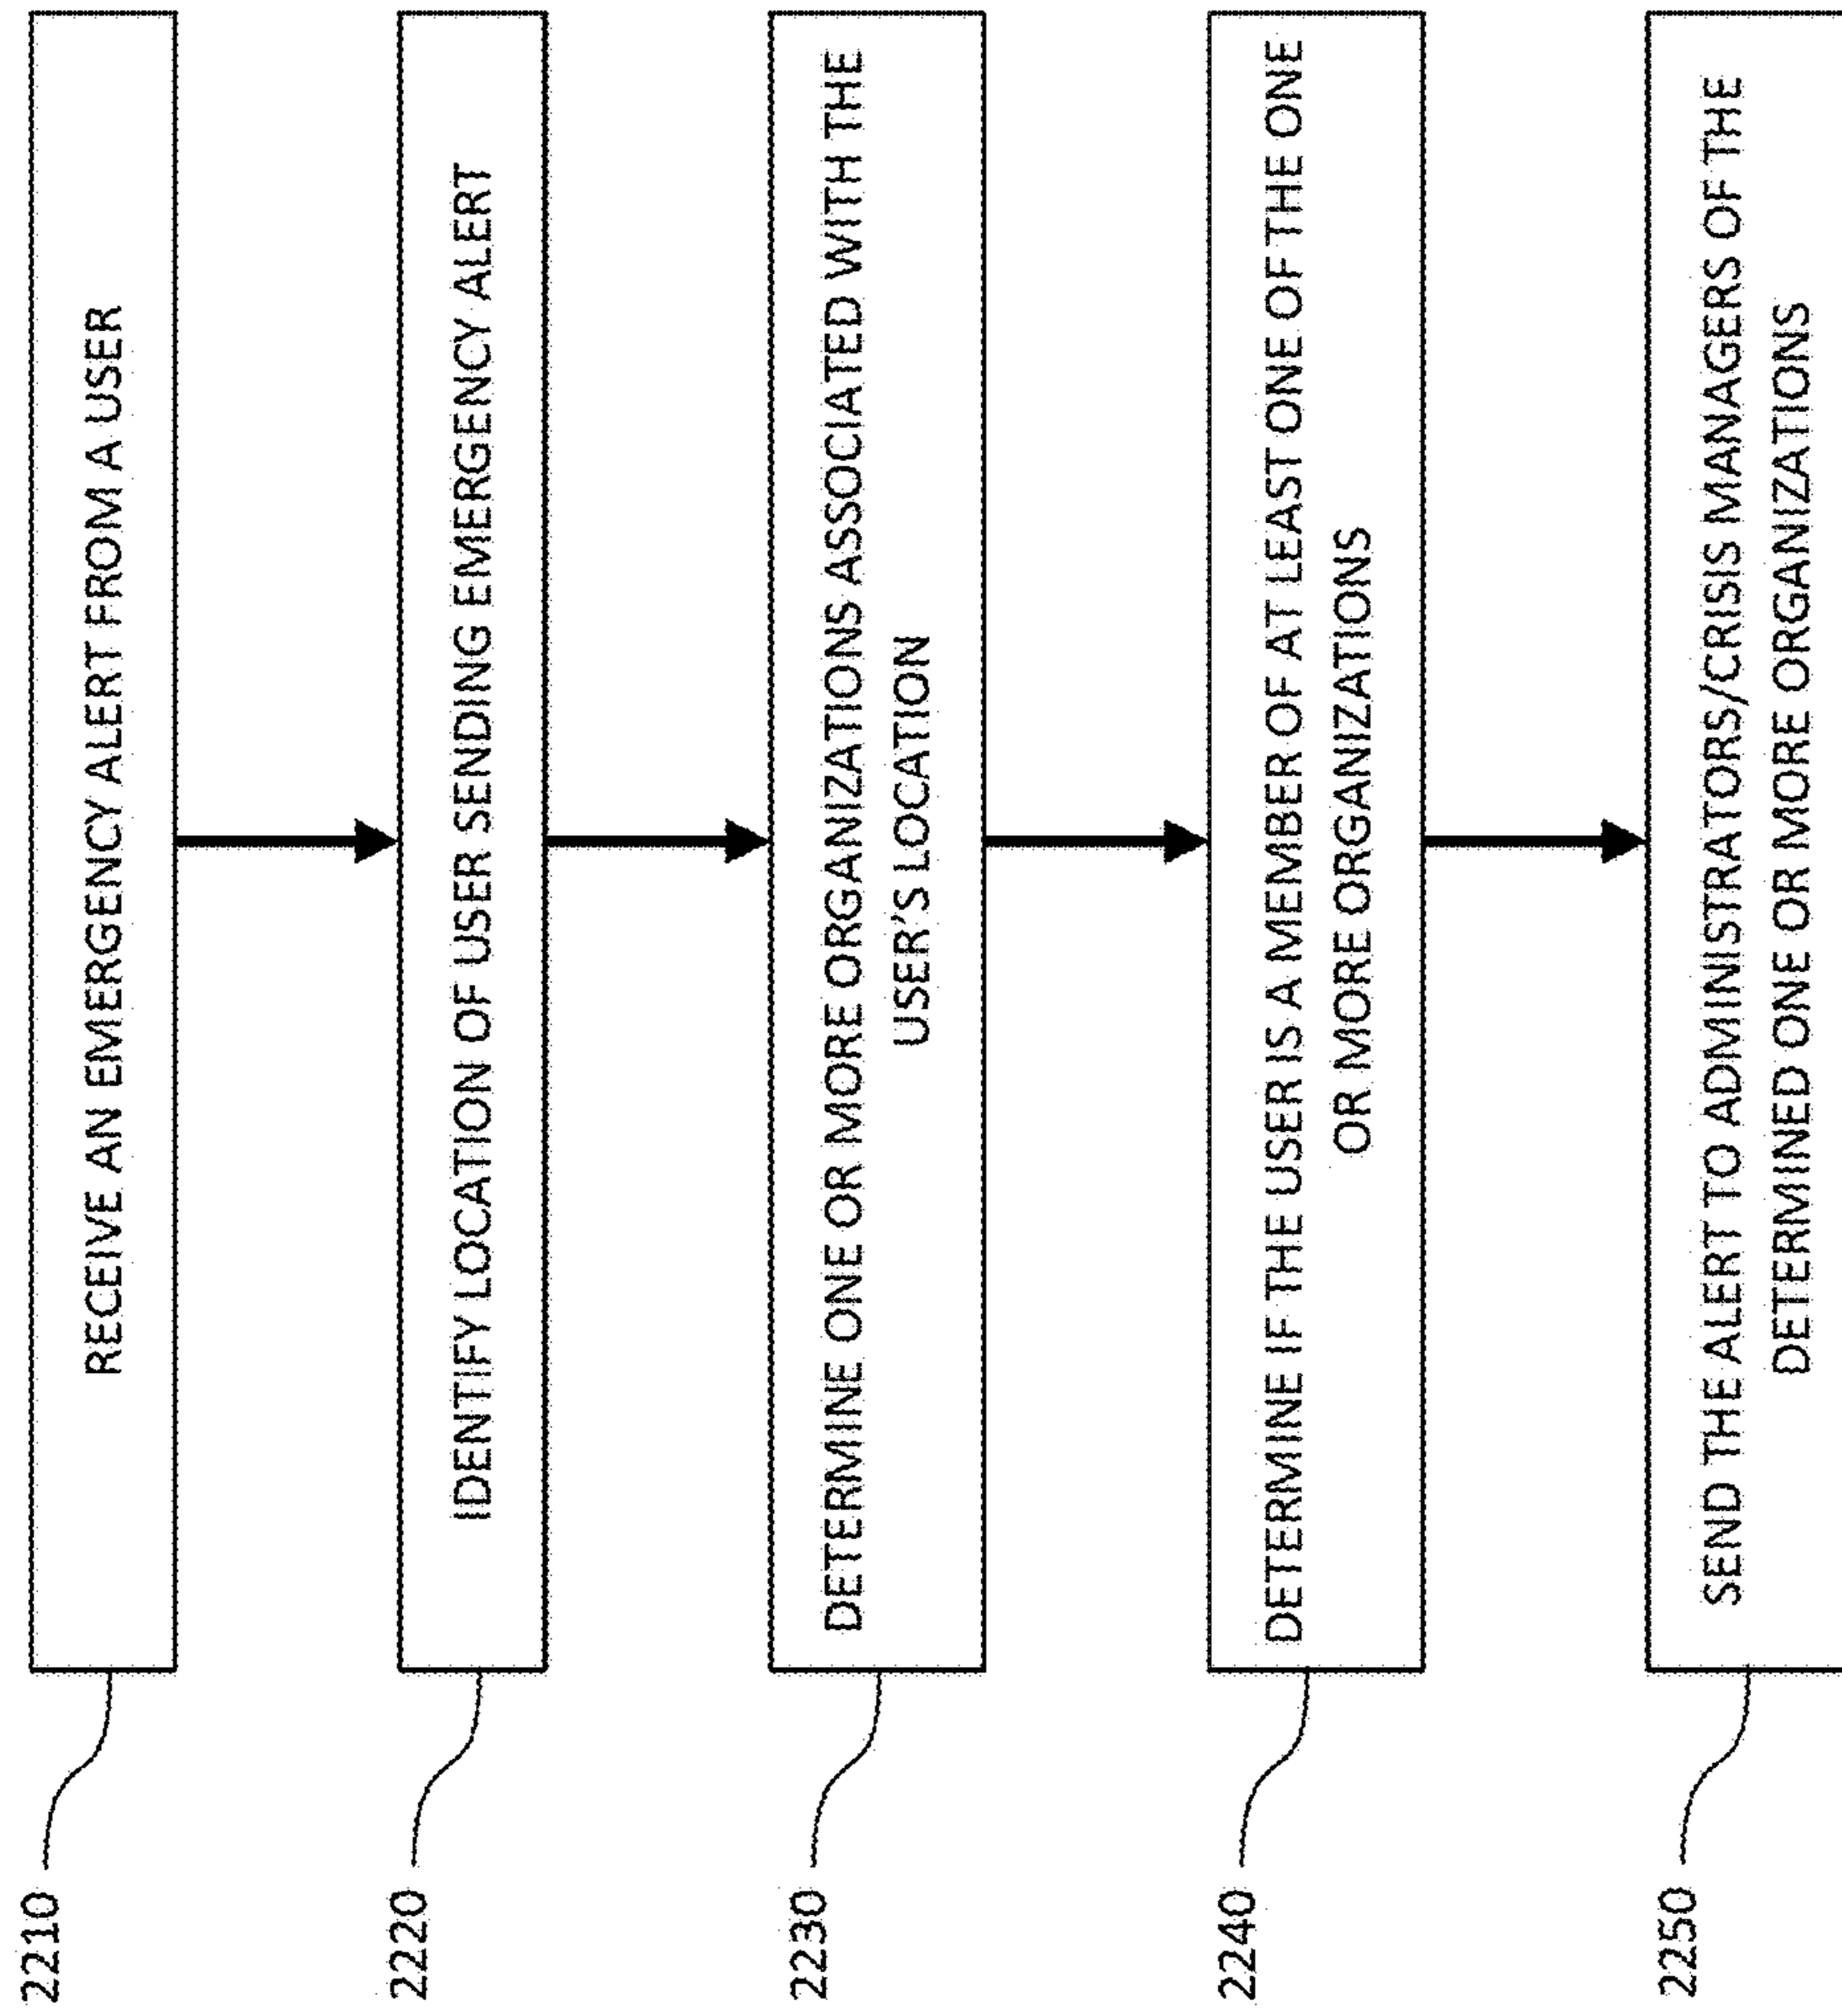 2210
RECEIVE AN EMERGENCY ALERT FROM A USER
2220
IDENTIFY LOCATION OF USER SENDING EMERGENCY ALERT
2230
DETERMINE ONE OR MORE ORGANIZATIONS ASSOCIATED WITH THE
USER'S LOCATION
2240
DETERMINE IF THE USER IS A MEMBER OF AT LEAST ONE OF THE ONE
OR MORE ORGANIZATIONS
2250
SEND THE ALERT TO ADMINISTRATORS/CRISIS MANAGERS OF THE
DETERMINED ONE OR MORE ORGANIZATIONS